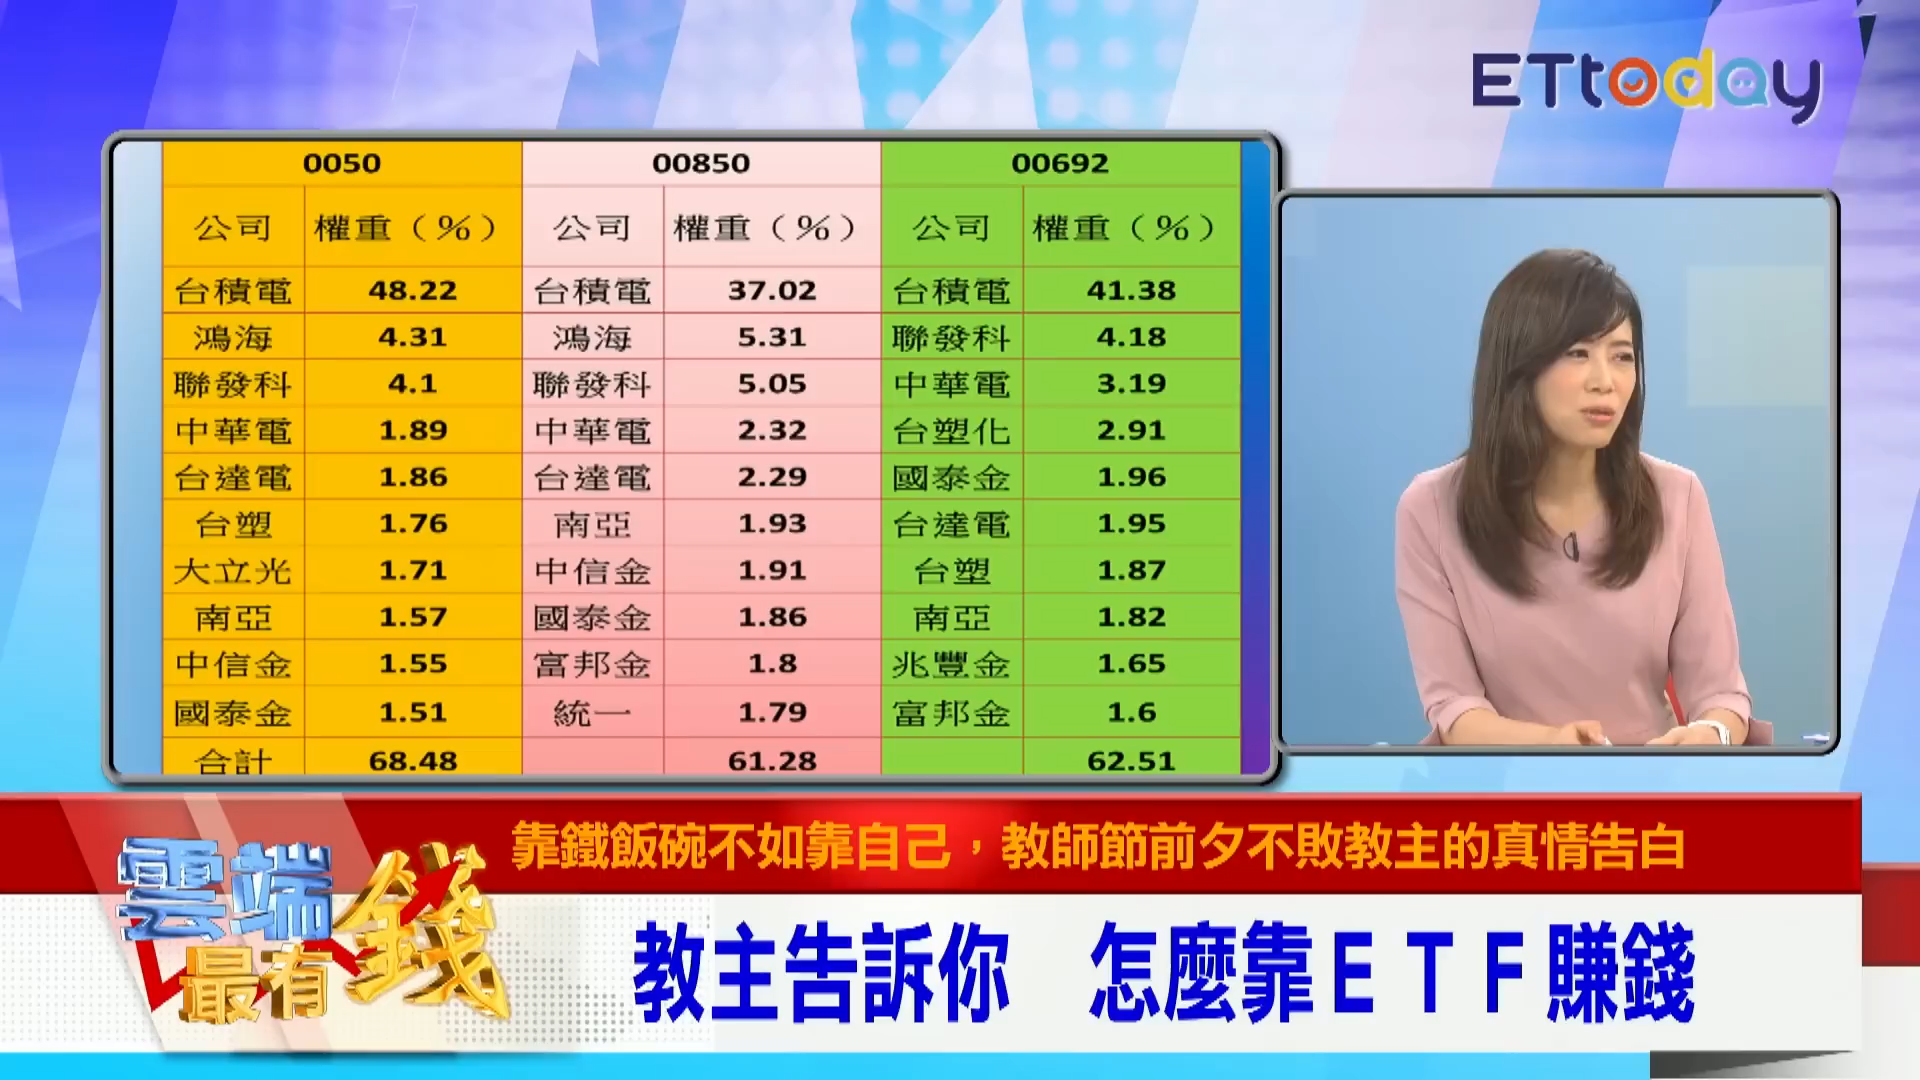 ETtoday
0050 00850 00692
公司 權重（%） 公司 權重（%） 公司 權重（%）
台積電 48.22 台積電 37.02 台積電 41.38
鴻海 4.31 鴻海 5.31 聯發科 4.18
聯發科 4.1 聯發科 5.05 中華電 3.19
中華電 1.89 中華電 2.32 台塑化 2.91
台達電 1.86 台達電 2.29 國泰金 1.96
台塑 1.76 南亞 1.93 台達電 1.95
大立光 1.71 中信金 1.91 台塑 1.87
南亞 1.57 國泰金 1.86 南亞 1.82
中信金 1.55 富邦金 1.8 兆豐金 1.65
國泰金 1.51 統一 1.79 富邦金 1.6
合計 68.48 61.28 62.51
靠鐵飯碗不如靠自己，教師節前夕不敗教主的真情告白
雲端最有錢
教主告訴你 怎麼靠ＥＴＦ賺錢